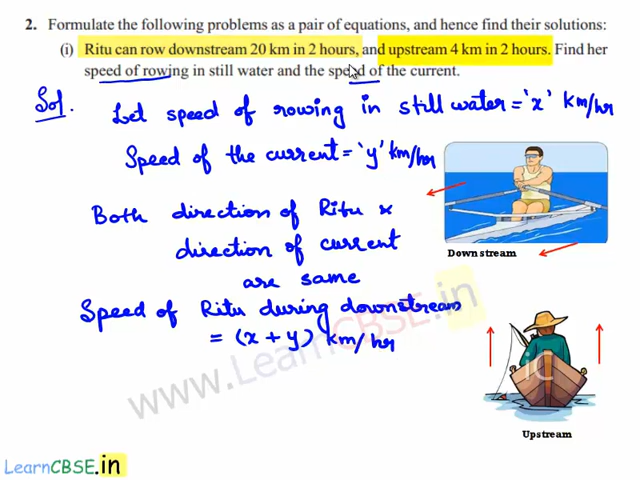 2. Formulate the following problems as a pair of equations, and hence find their solutions:
(i) Ritu can row downstream 20 km in 2 hours, and upstream 4 km in 2 hours. Find her
speed of rowing in still water and the speed of the current.
Sol. Let speed of rowing in still water = 'x' km/hr
Speed of the current = 'y' km/hr
Both direction of Ritu &
direction of current
are same
Down stream
Speed of Ritu during downstream
= (x + y) km/hr
Upstream
www.LearnCBSE.in
LearnCBSE.in